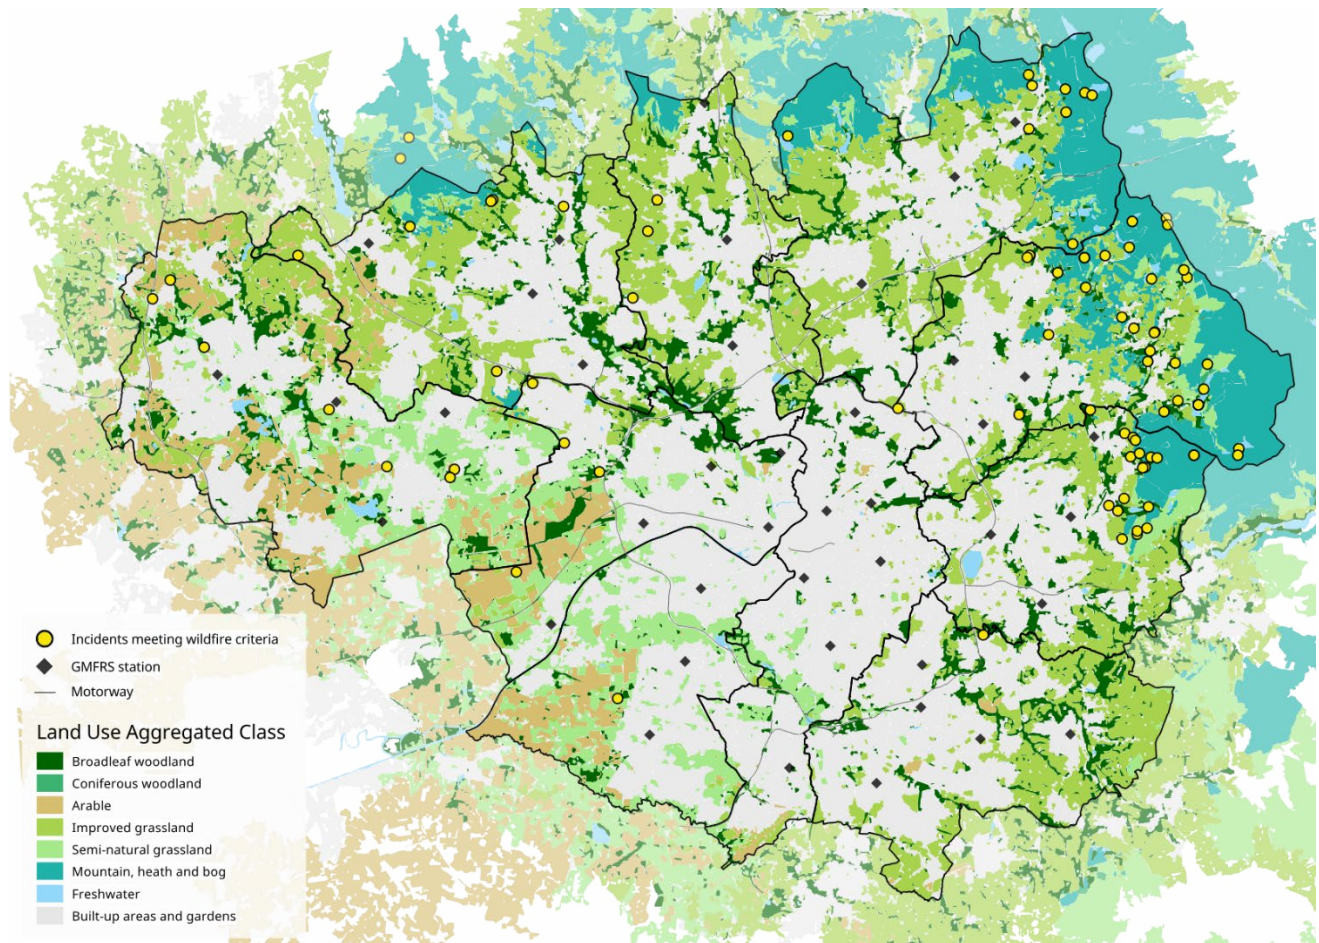 Incidents meeting wildfire criteria
GMFRS station
Motorway
Land Use Aggregated Class
Broadleaf woodland
Coniferous woodland
Arable
Improved grassland
Semi-natural grassland
Mountain, heath and bog
Freshwater
Built-up areas and gardens